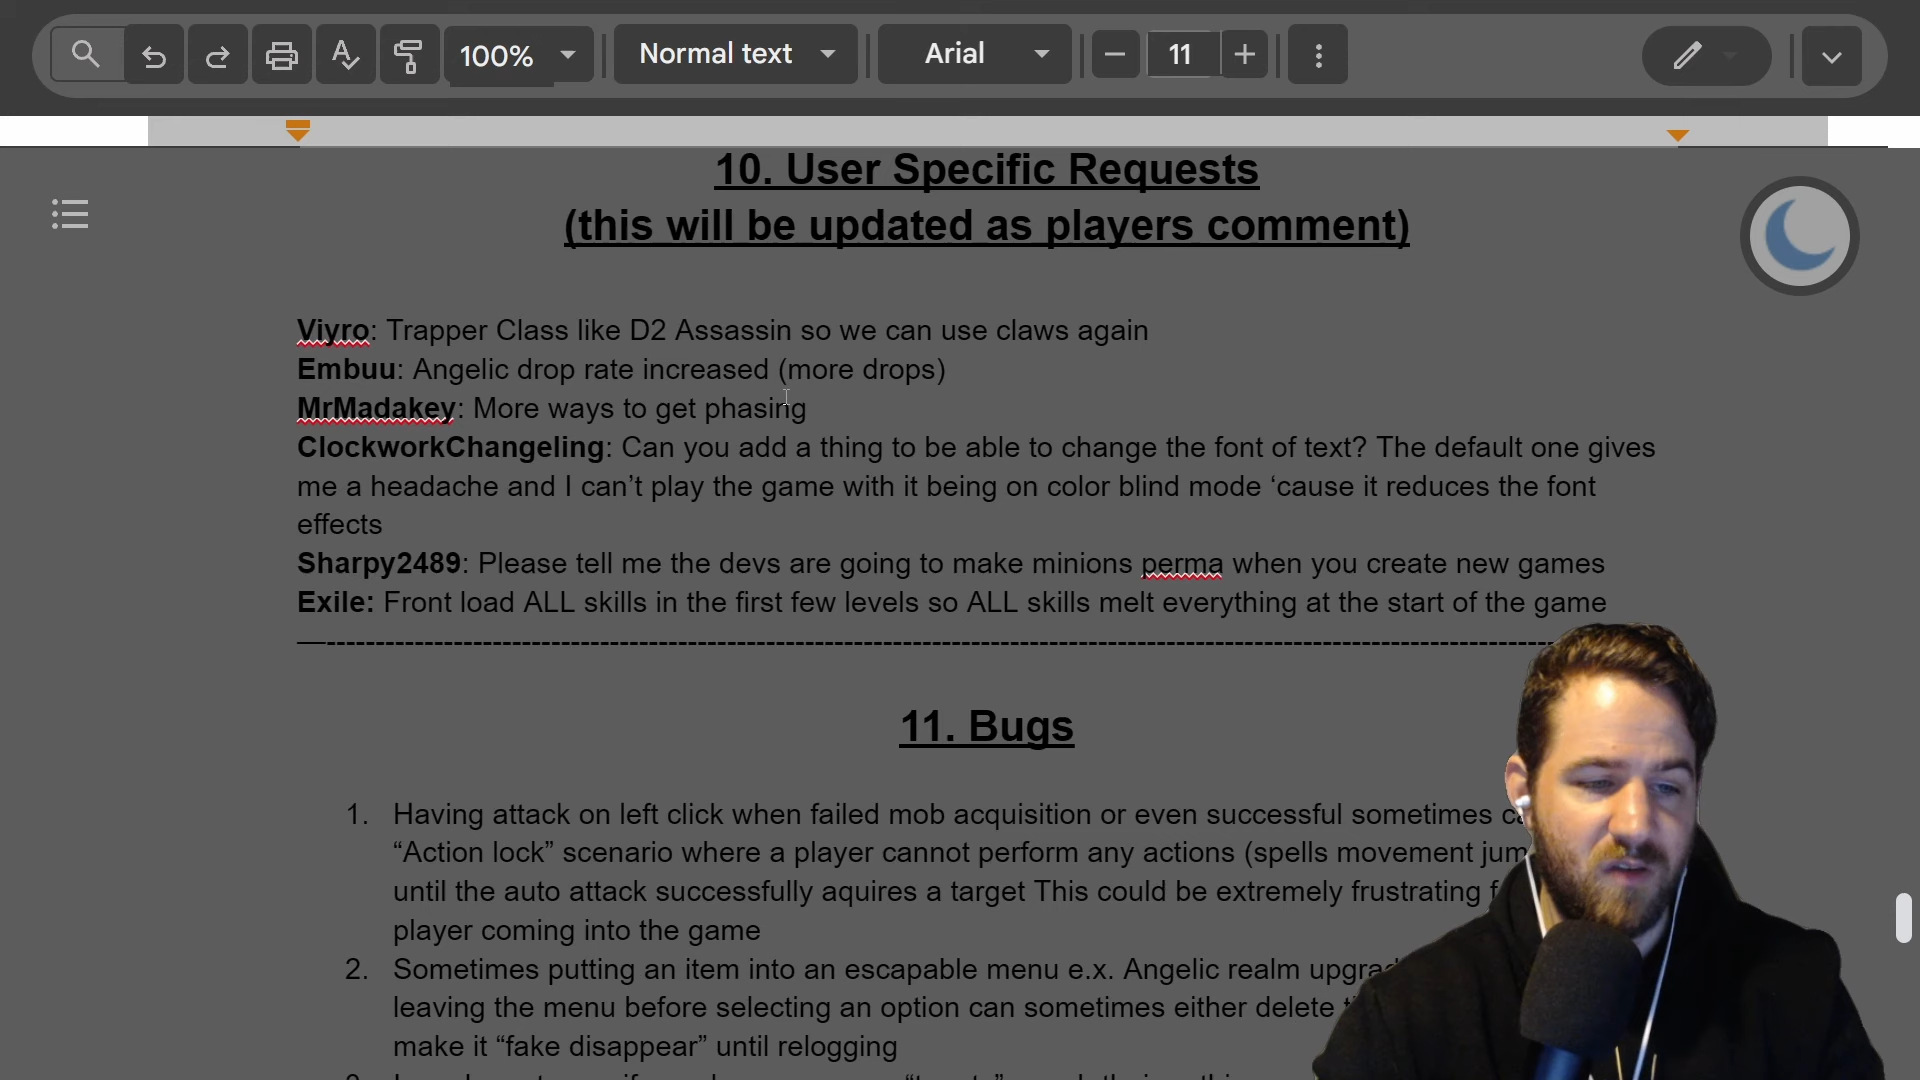 100% Normal text Arial 11
10. User Specific Requests
(this will be updated as players comment)
Viyro: Trapper Class like D2 Assassin so we can use claws again
Embuu: Angelic drop rate increased (more drops)
MrMadakey: More ways to get phasing
ClockworkChangeling: Can you add a thing to be able to change the font of text? The default one gives
me a headache and I can’t play the game with it being on color blind mode ‘cause it reduces the font
effects
Sharpy2489: Please tell me the devs are going to make minions perma when you create new games
Exile: Front load ALL skills in the first few levels so ALL skills melt everything at the start of the game
11. Bugs
1. Having attack on left click when failed mob acquisition or even successful sometimes
“Action lock” scenario where a player cannot perform any actions (spells movement
until the auto attack successfully aquires a target This could be extremely frustrating
player coming into the game
2. Sometimes putting an item into an escapable menu e.x. Angelic realm
leaving the menu before selecting an option can sometimes either delete
make it “fake disappear” until relogging